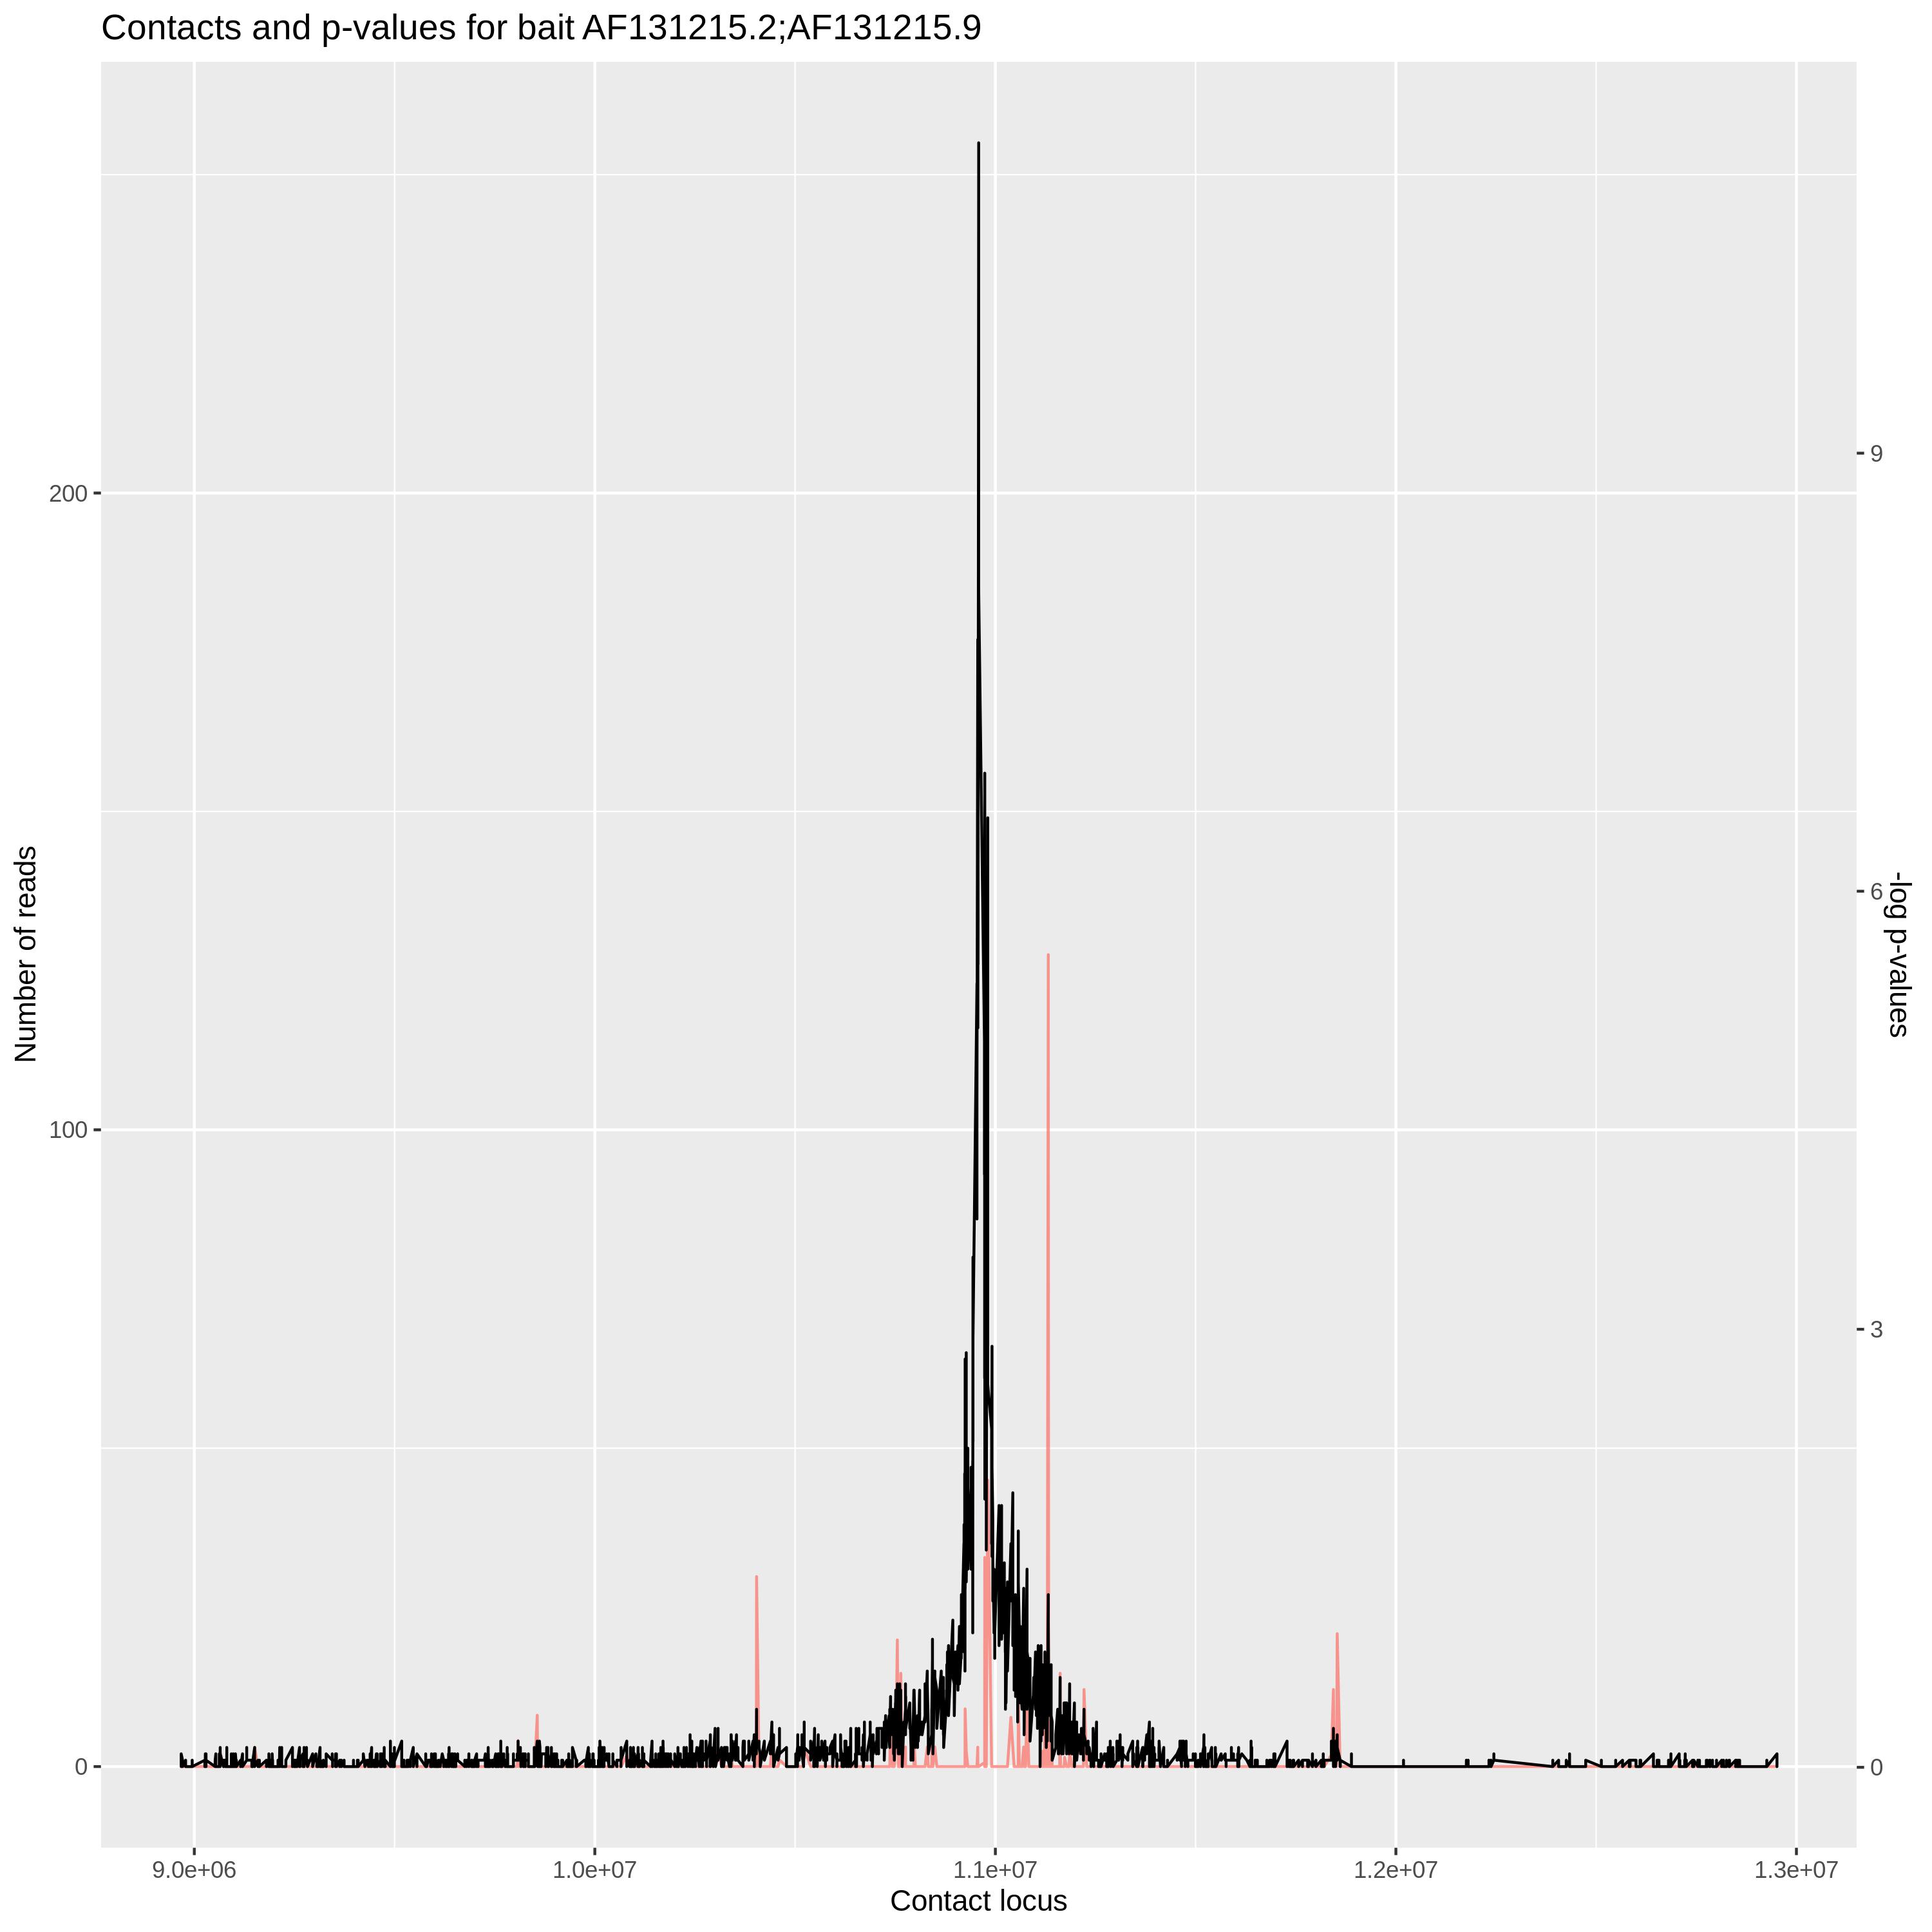 Contacts and p-values for bait AF131215.2;AF131215.9
Number of reads
200
100
0
9
6
3
0
-log p-values
9.0e+06
1.0e+07
1.1e+07
1.2e+07
1.3e+07
Contact locus